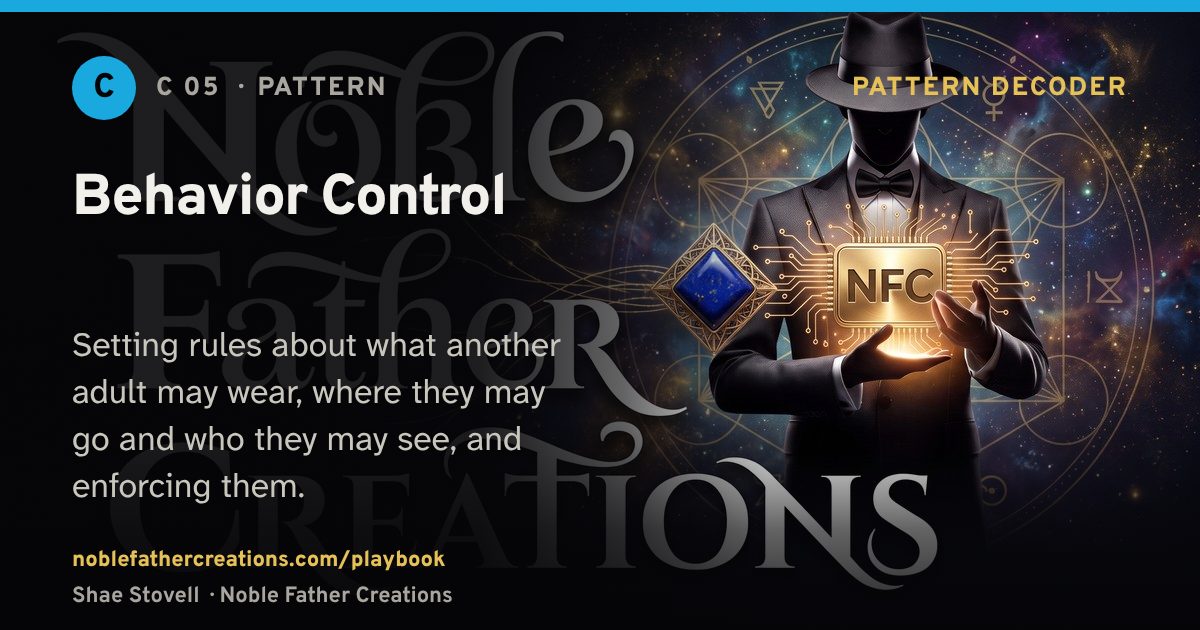 C
C 05 · PATTERN
PATTERN DECODER
Behavior Control
Setting rules about what another
adult may wear, where they may
go and who they may see, and
enforcing them.
noblefathercreations.com/playbook
Shae Stovell · Noble Father Creations
Noble
Father
Creations
NFC